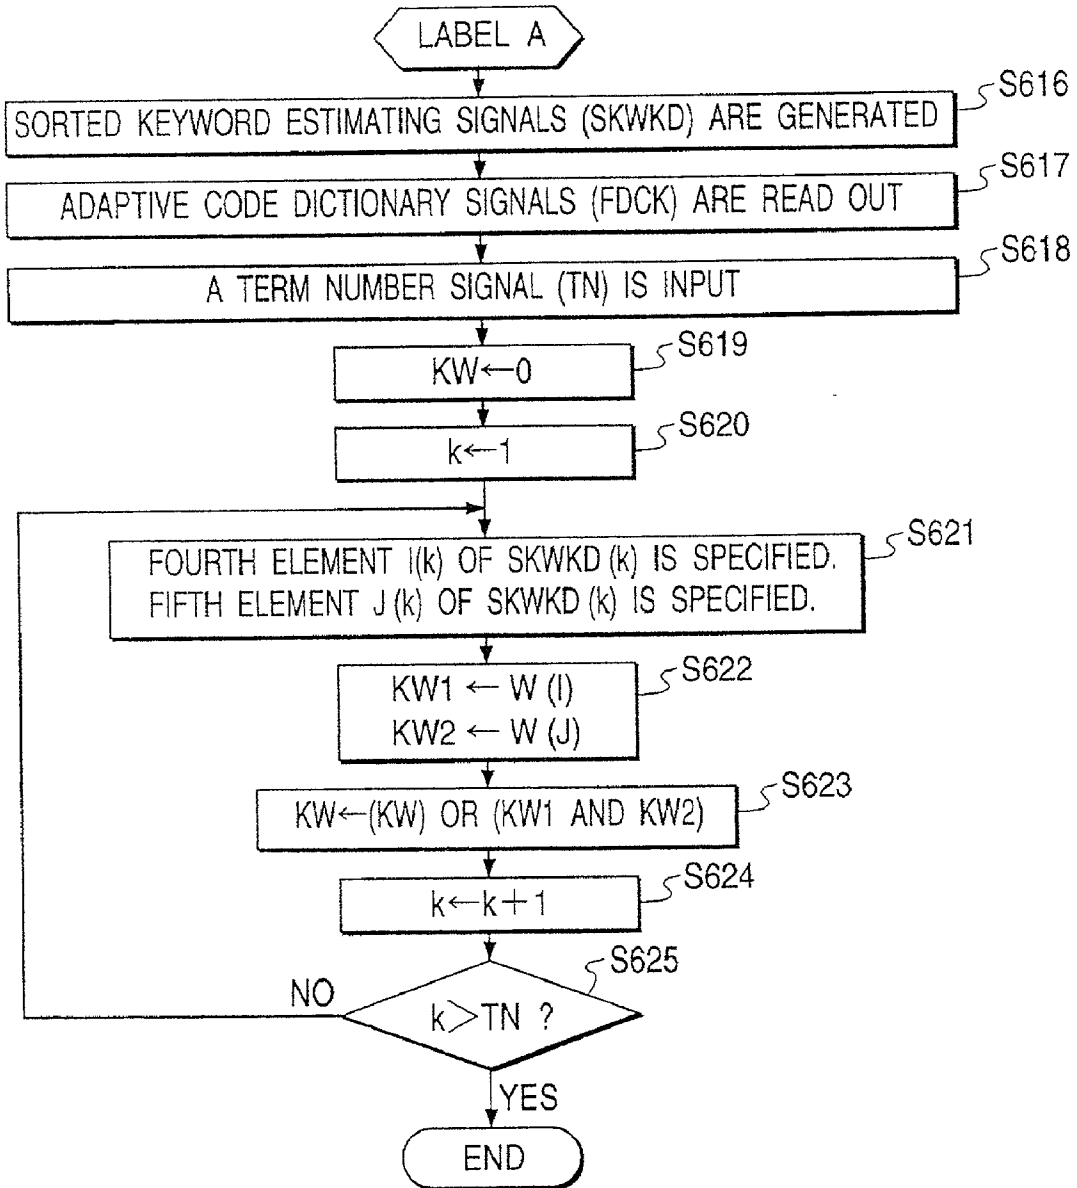 LABEL A
S616
SORTED KEYWORD ESTIMATING SIGNALS (SKWKD) ARE GENERATED
S617
ADAPTIVE CODE DICTIONARY SIGNALS (FDCK) ARE READ OUT
S618
A TERM NUMBER SIGNAL (TN) IS INPUT
S619
KW←0
S620
k←1
S621
FOURTH ELEMENT I(k) OF SKWKD (k) IS SPECIFIED.
FIFTH ELEMENT J(k) OF SKWKD (k) IS SPECIFIED.
S622
KW1 ← W (I)
KW2 ← W (J)
S623
KW←(KW) OR (KW1 AND KW2)
S624
k←k+1
S625
NO
k>TN ?
YES
END